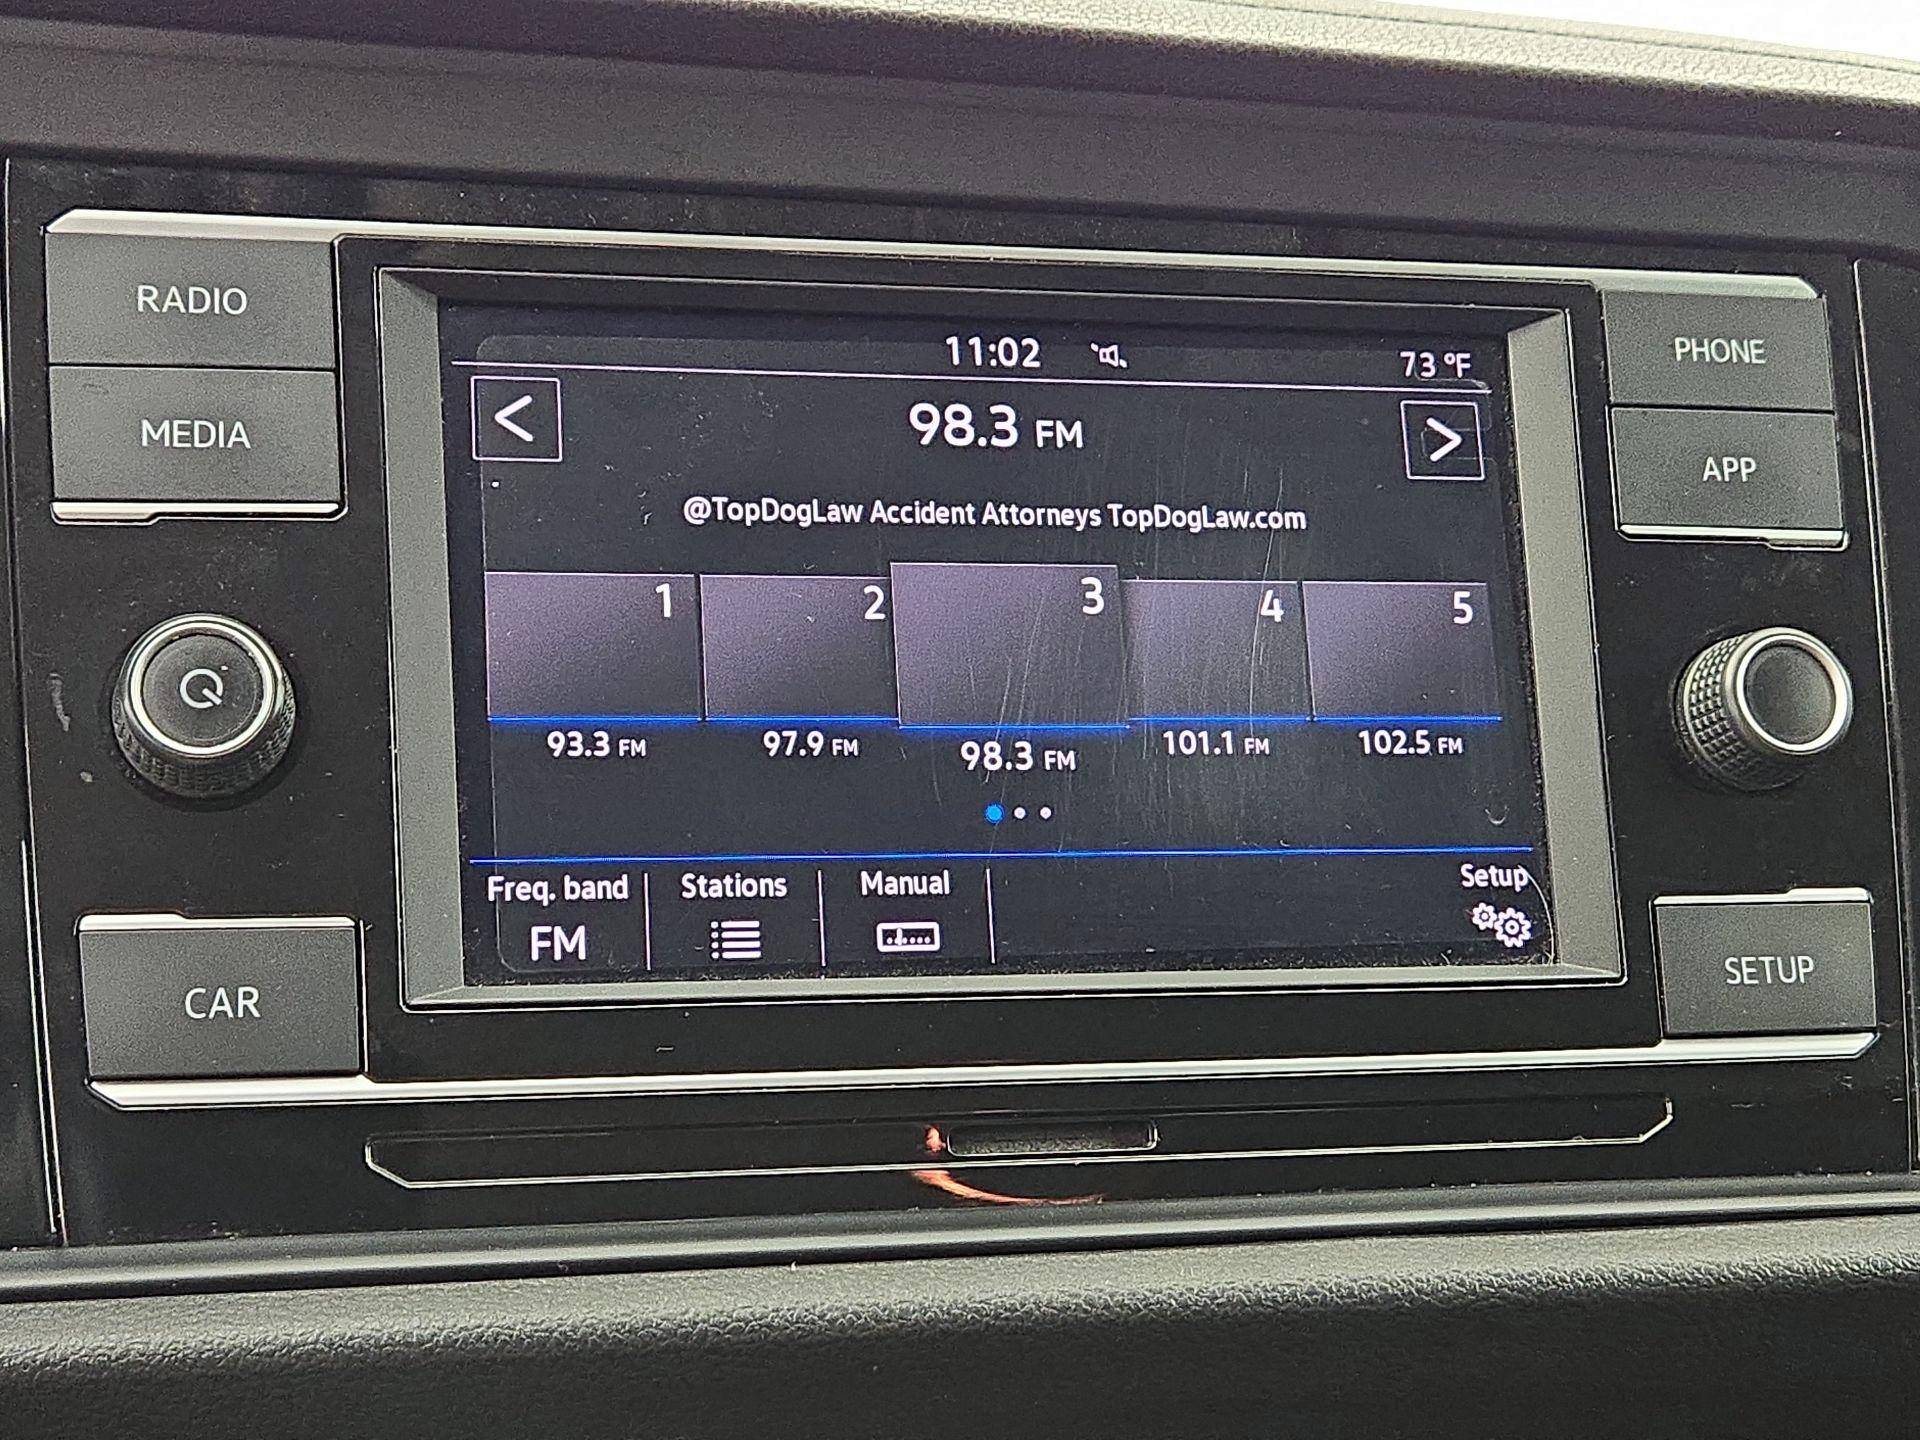 RADIO
MEDIA
CAR
11:02
73 °F
<
98.3 FM
>
@TopDogLaw Accident Attorneys TopDogLaw.com
1
2
3
4
5
93.3 FM
97.9 FM
98.3 FM
101.1 FM
102.5 FM
Freq. band
FM
Stations
Manual
Setup
PHONE
APP
SETUP